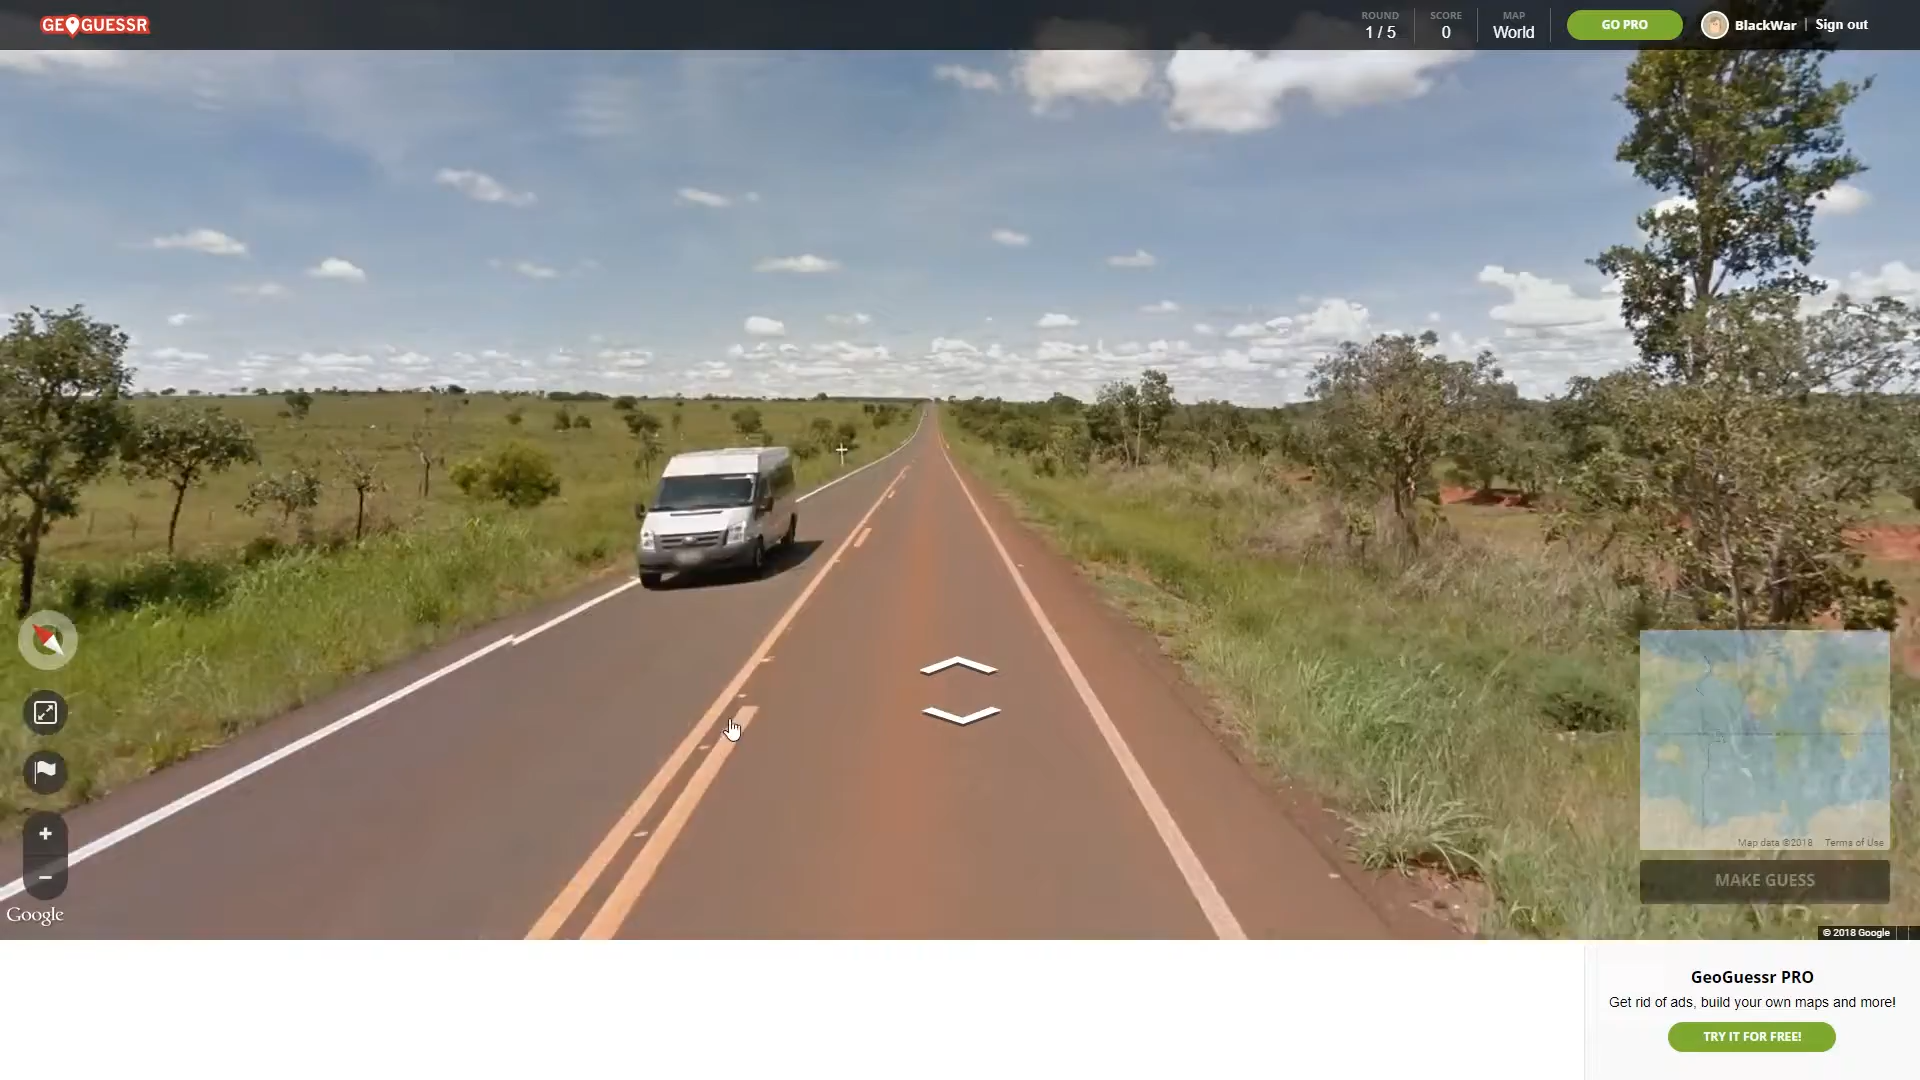 GEOGUESSR
ROUND
1 / 5
SCORE
0
MAP
World
GO PRO
BlackWar
Sign out
Map data ©2018
Terms of Use
MAKE GUESS
Google
© 2018 Google
GeoGuessr PRO
Get rid of ads, build your own maps and more!
TRY IT FOR FREE!